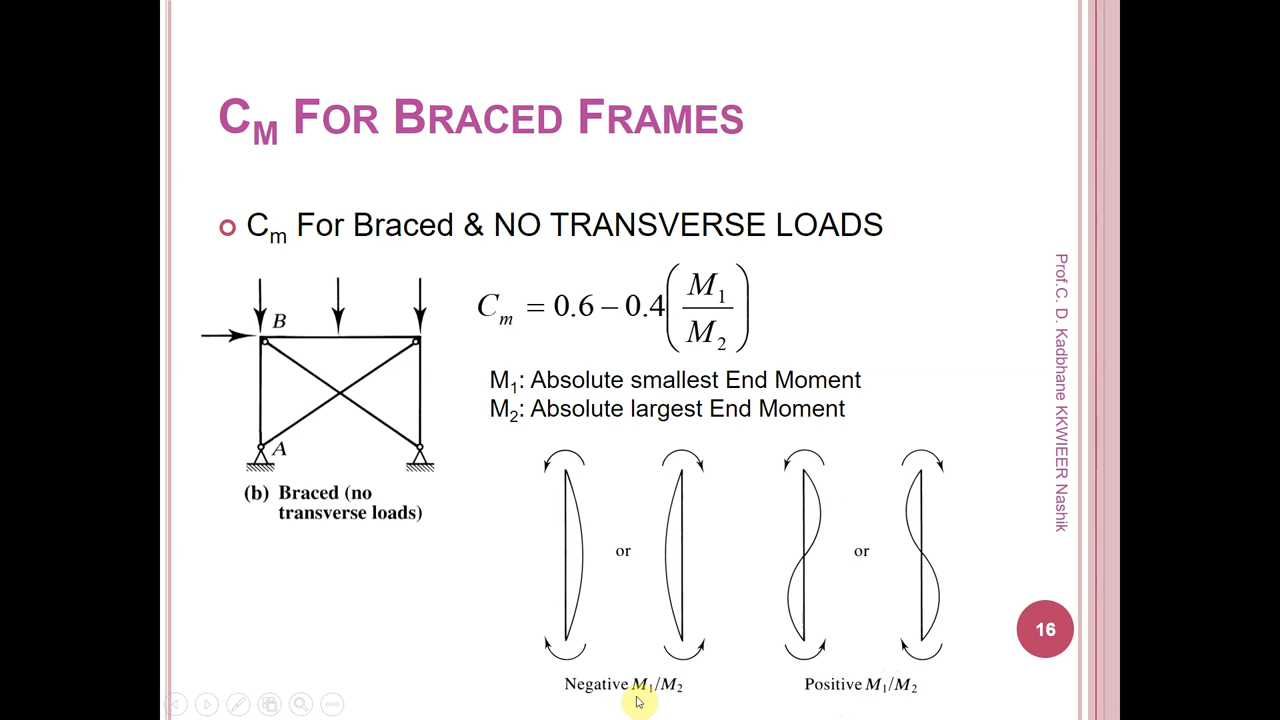 CM FOR BRACED FRAMES
Cm For Braced & NO TRANSVERSE LOADS
B
A
(b) Braced (no
transverse loads)
Cm = 0.6 – 0.4(M1/M2)
M1: Absolute smallest End Moment
M2: Absolute largest End Moment
or
or
Negative M1/M2
Positive M1/M2
Prof.C. D. Kadbhane KKWIEER Nashik
16